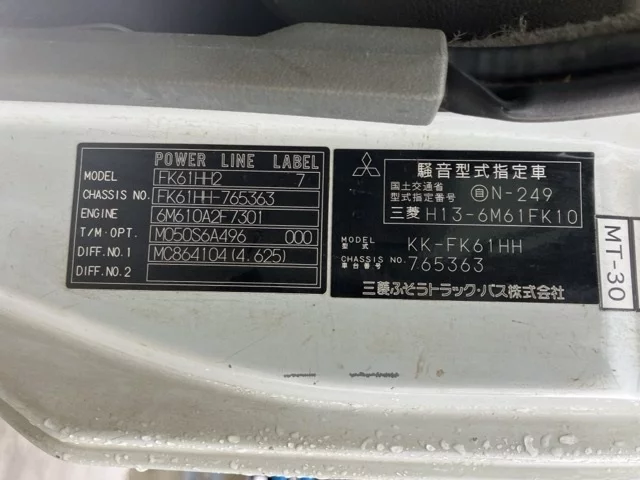 POWER LINE LABEL
MODEL FK61HH2 7
CHASSIS NO. FK61HH-765363
ENGINE 6M610A2F7301
T/M・OPT. M050S6A496 000
DIFF.NO.1 MC864104(4.625)
DIFF.NO.2
騒音型式指定車
国土交通省
型式指定番号 自N-249
三菱 H13-6M61FK10
MODEL KK-FK61HH
型式
CHASSIS NO. 765363
車台番号
三菱ふそうトラック・バス株式会社
MT-30